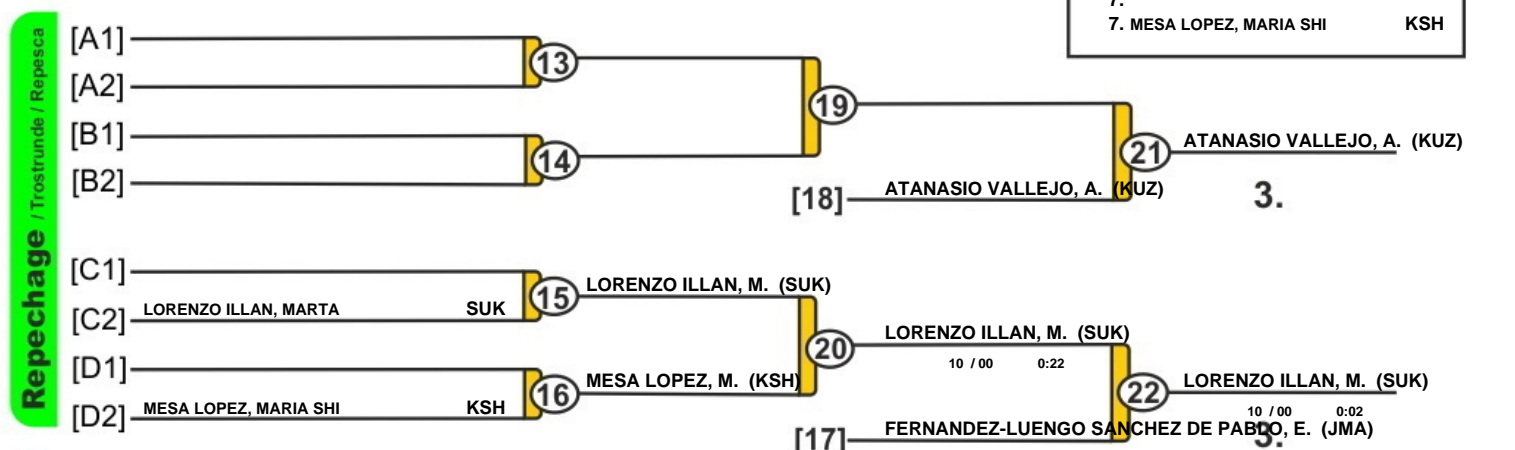 7.
7. MESA LOPEZ, MARIA SHI KSH
Repechage / Trostrunde / Repesca
[A1]
13
[A2]
19
[B1]
14
[B2]
21
ATANASIO VALLEJO, A. (KUZ)
[18] ATANASIO VALLEJO, A. (KUZ)
3.
[C1]
15
LORENZO ILLAN, M. (SUK)
[C2] LORENZO ILLAN, MARTA SUK
20
LORENZO ILLAN, M. (SUK)
10 / 00 0:22
[D1]
16
MESA LOPEZ, M. (KSH)
[D2] MESA LOPEZ, MARIA SHI KSH
22
LORENZO ILLAN, M. (SUK)
10 / 00 0:02
[17] FERNANDEZ-LUENGO SANCHEZ DE PABLO, E. (JMA)
3.